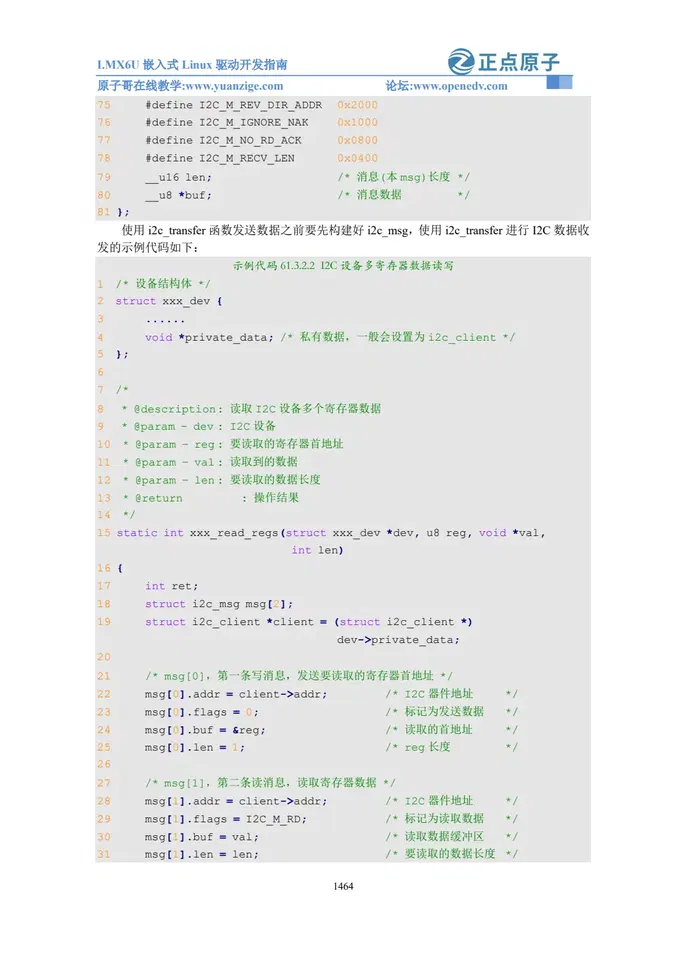 I.MX6U 嵌入式 Linux 驱动开发指南
正点原子
原子哥在线教学:www.yuanzige.com 论坛:www.openedv.com
75 #define I2C_M_REV_DIR_ADDR 0x2000
76 #define I2C_M_IGNORE_NAK 0x1000
77 #define I2C_M_NO_RD_ACK 0x0800
78 #define I2C_M_RECV_LEN 0x0400
79 __u16 len; /* 消息(本 msg)长度 */
80 __u8 *buf; /* 消息数据 */
81 };
使用 i2c_transfer 函数发送数据之前要先构建好 i2c_msg，使用 i2c_transfer 进行 I2C 数据收
发的示例代码如下：
示例代码 61.3.2.2 I2C 设备多寄存器数据读写
1 /* 设备结构体 */
2 struct xxx_dev {
3 ......
4 void *private_data; /* 私有数据，一般会设置为 i2c_client */
5 };
6
7 /*
8 * @description : 读取 I2C 设备多个寄存器数据
9 * @param – dev : I2C 设备
10 * @param – reg : 要读取的寄存器首地址
11 * @param – val : 读取到的数据
12 * @param – len : 要读取的数据长度
13 * @return : 操作结果
14 */
15 static int xxx_read_regs(struct xxx_dev *dev, u8 reg, void *val,
int len)
16 {
17 int ret;
18 struct i2c_msg msg[2];
19 struct i2c_client *client = (struct i2c_client *)
dev->private_data;
20
21 /* msg[0]，第一条写消息，发送要读取的寄存器首地址 */
22 msg[0].addr = client->addr; /* I2C 器件地址 */
23 msg[0].flags = 0; /* 标记为发送数据 */
24 msg[0].buf = &reg; /* 读取的首地址 */
25 msg[0].len = 1; /* reg 长度 */
26
27 /* msg[1]，第二条读消息，读取寄存器数据 */
28 msg[1].addr = client->addr; /* I2C 器件地址 */
29 msg[1].flags = I2C_M_RD; /* 标记为读取数据 */
30 msg[1].buf = val; /* 读取数据缓冲区 */
31 msg[1].len = len; /* 要读取的数据长度 */
1464